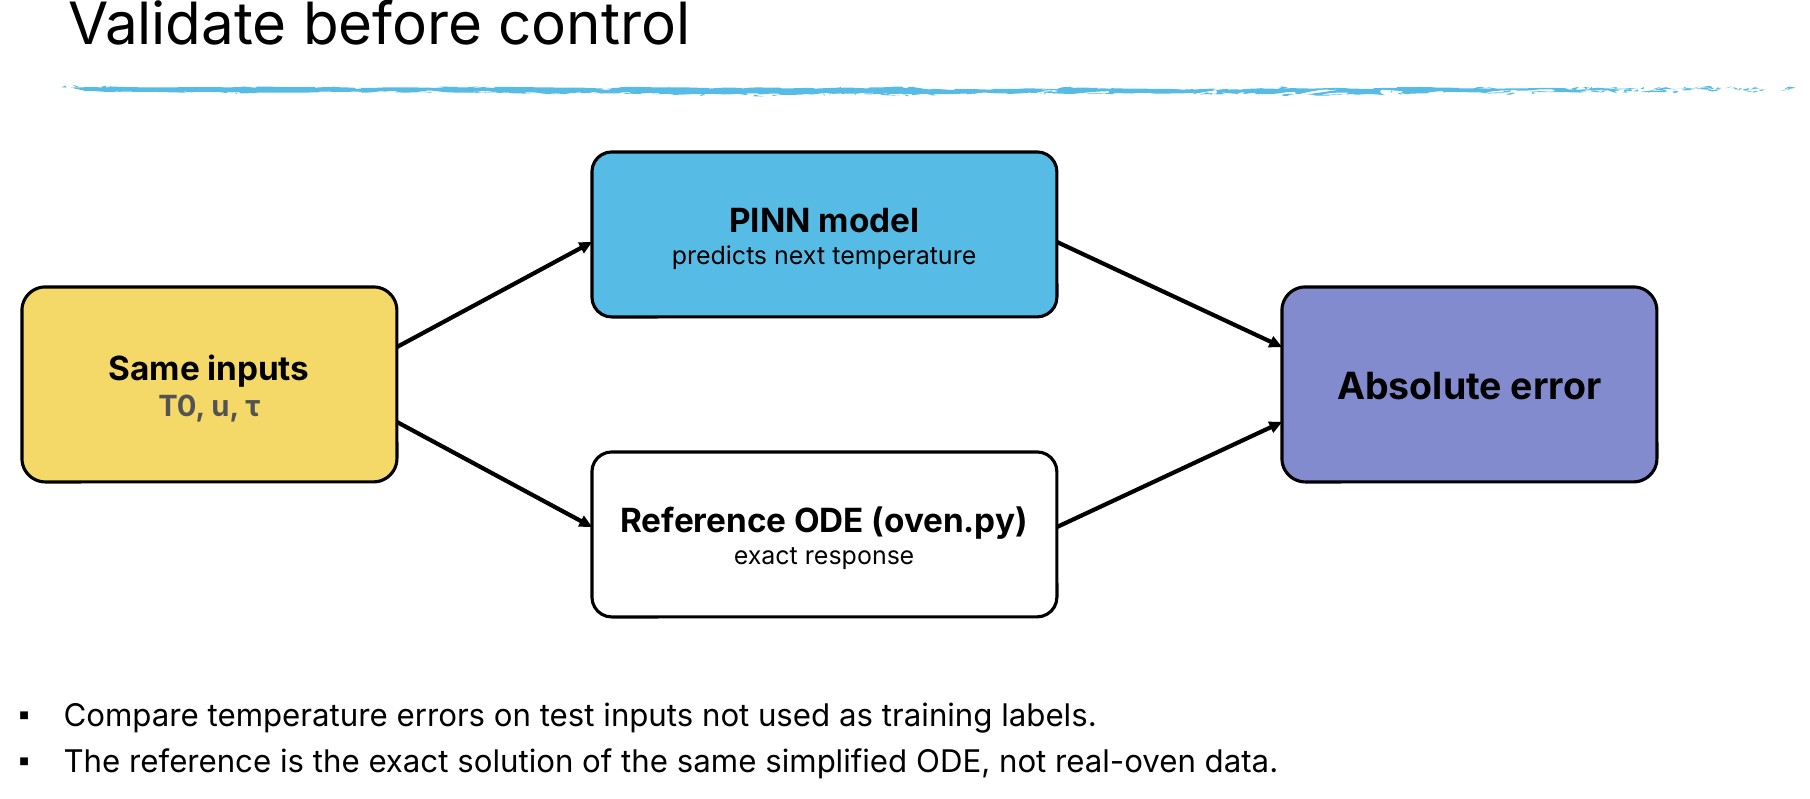 Validate before control
PINN model
predicts next temperature
Same inputs
T0, u, τ
Absolute error
Reference ODE (oven.py)
exact response
▪ Compare temperature errors on test inputs not used as training labels.
▪ The reference is the exact solution of the same simplified ODE, not real-oven data.